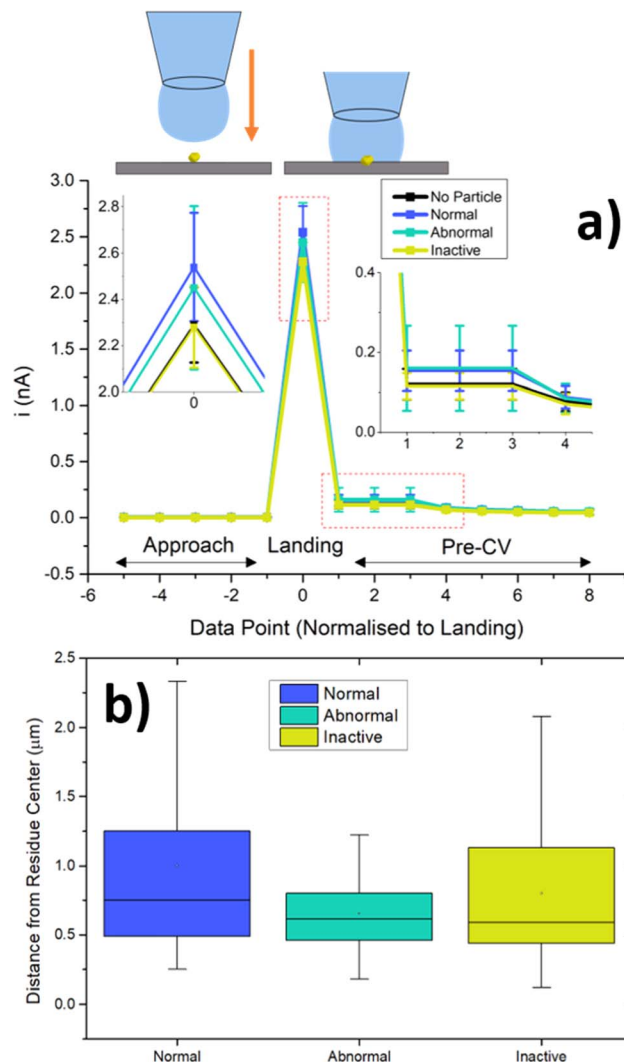 a)
3.0
2.5
2.0
1.5
1.0
0.5
0.0
-0.5
i (nA)
2.8
2.6
2.4
2.2
2.0
0
No Particle
Normal
Abnormal
Inactive
0.4
0.2
0.0
1 2 3 4
Approach Landing Pre-CV
-6 -4 -2 0 2 4 6 8
Data Point (Normalised to Landing)
b)
2.5
2.0
1.5
1.0
0.5
0.0
Distance from Residue Center (μm)
Normal
Abnormal
Inactive
Normal Abnormal Inactive